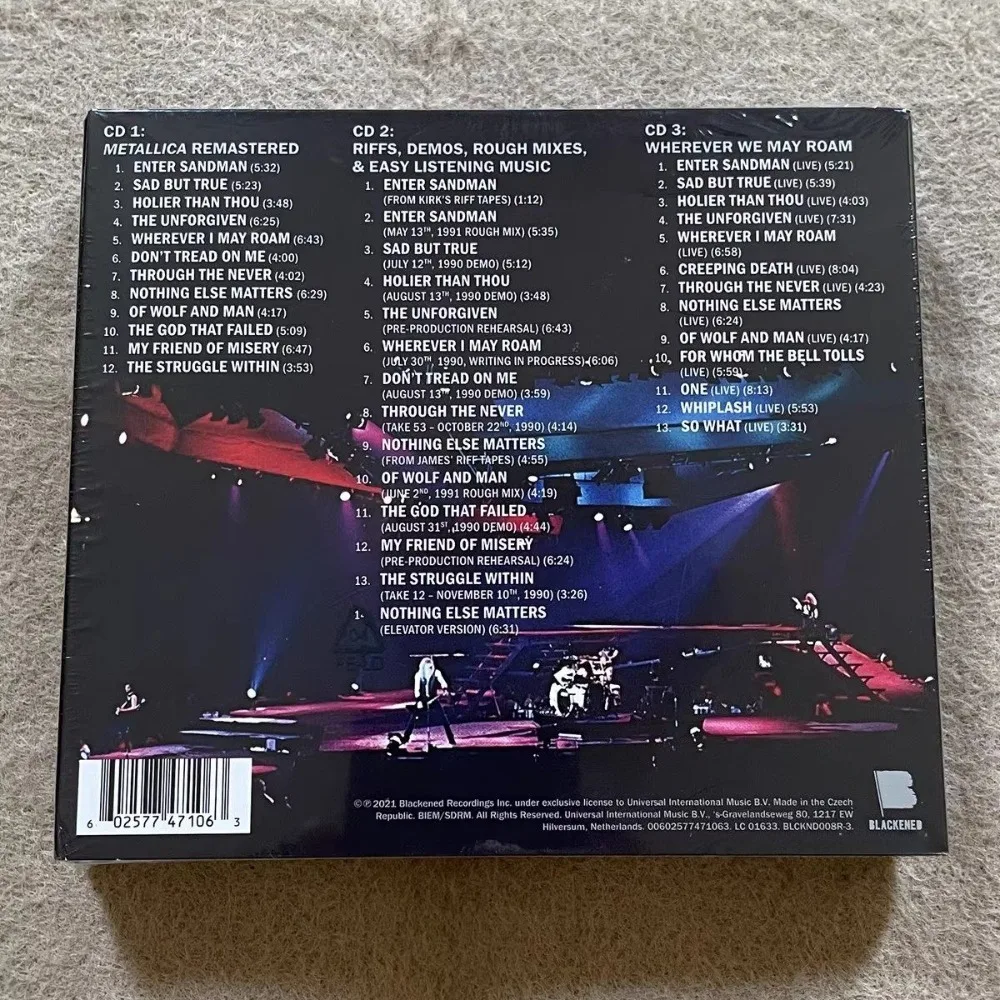 CD 1:
METALLICA REMASTERED
1. ENTER SANDMAN (5:32)
2. SAD BUT TRUE (5:23)
3. HOLIER THAN THOU (3:48)
4. THE UNFORGIVEN (6:25)
5. WHEREVER I MAY ROAM (6:43)
6. DON'T TREAD ON ME (4:00)
7. THROUGH THE NEVER (4:02)
8. NOTHING ELSE MATTERS (6:29)
9. OF WOLF AND MAN (4:17)
10. THE GOD THAT FAILED (5:09)
11. MY FRIEND OF MISERY (6:47)
12. THE STRUGGLE WITHIN (3:53)
CD 2:
RIFFS, DEMOS, ROUGH MIXES,
& EASY LISTENING MUSIC
1. ENTER SANDMAN
(FROM KIRK'S RIFF TAPES) (1:12)
2. ENTER SANDMAN
(MAY 13TH, 1991 ROUGH MIX) (5:35)
3. SAD BUT TRUE
(JULY 12TH, 1990 DEMO) (5:12)
4. HOLIER THAN THOU
(AUGUST 13TH, 1990 DEMO) (3:48)
5. THE UNFORGIVEN
(PRE-PRODUCTION REHEARSAL) (6:43)
6. WHEREVER I MAY ROAM
(JULY 30TH, 1990, WRITING IN PROGRESS) (6:06)
7. DON'T TREAD ON ME
(AUGUST 13TH, 1990 DEMO) (3:59)
8. THROUGH THE NEVER
(TAKE 53 – OCTOBER 22ND, 1990) (4:14)
9. NOTHING ELSE MATTERS
(FROM JAMES' RIFF TAPES) (4:55)
10. OF WOLF AND MAN
(JUNE 2ND, 1991 ROUGH MIX) (4:19)
11. THE GOD THAT FAILED
(AUGUST 31ST, 1990 DEMO) (4:44)
12. MY FRIEND OF MISERY
(PRE-PRODUCTION REHEARSAL) (6:24)
13. THE STRUGGLE WITHIN
(TAKE 12 – NOVEMBER 10TH, 1990) (3:26)
1. NOTHING ELSE MATTERS
(ELEVATOR VERSION) (6:31)
CD 3:
WHEREVER WE MAY ROAM
1. ENTER SANDMAN (LIVE) (5:21)
2. SAD BUT TRUE (LIVE) (5:39)
3. HOLIER THAN THOU (LIVE) (4:03)
4. THE UNFORGIVEN (LIVE) (7:31)
5. WHEREVER I MAY ROAM
(LIVE) (6:58)
6. CREEPING DEATH (LIVE) (8:04)
7. THROUGH THE NEVER (LIVE) (4:23)
8. NOTHING ELSE MATTERS
(LIVE) (6:24)
9. OF WOLF AND MAN (LIVE) (4:17)
10. FOR WHOM THE BELL TOLLS
(LIVE) (5:59)
11. ONE (LIVE) (8:13)
12. WHIPLASH (LIVE) (5:53)
13. SO WHAT (LIVE) (3:31)
6 02577 47106 3
©℗ 2021 Blackened Recordings Inc. under exclusive license to Universal International Music B.V. Made in the Czech
Republic. BIEM/SDRM. All Rights Reserved. Universal International Music B.V., 's-Gravelandseweg 80, 1217 EW
Hilversum, Netherlands. 00602577471063. LC 01633. BLCKND008R-3.
B
BLACKENED